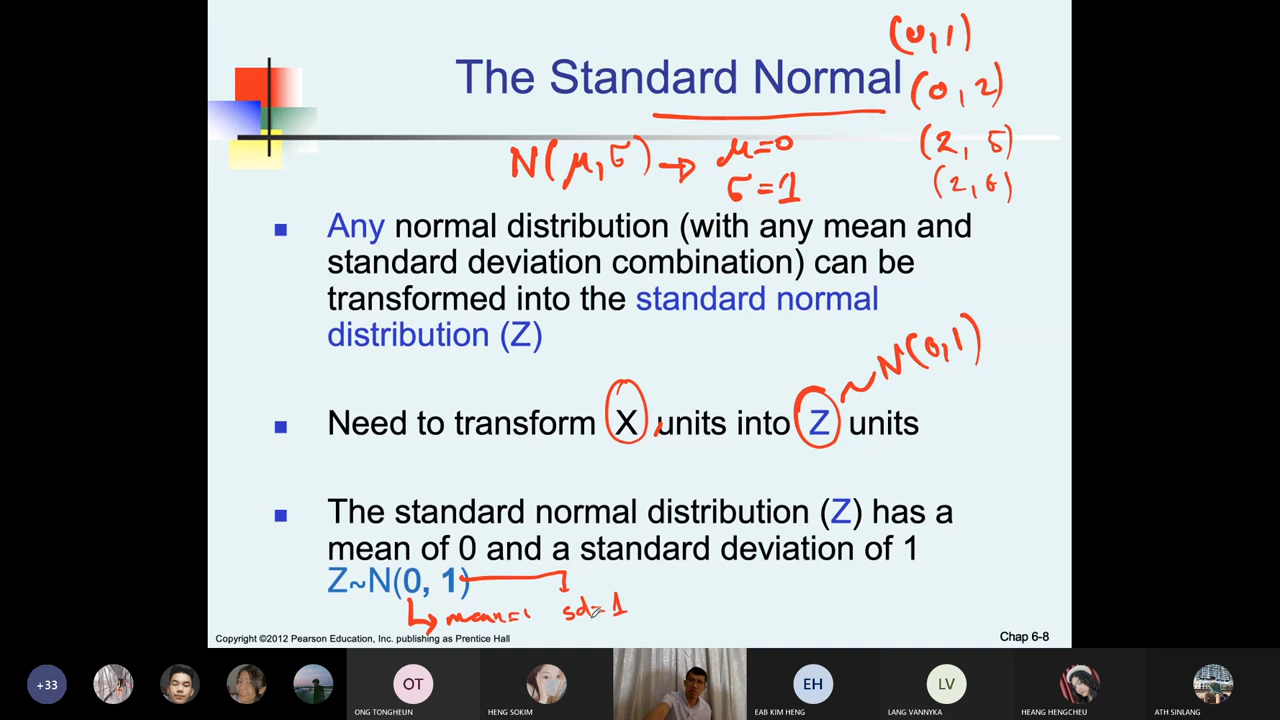 The Standard Normal
(0,1)
(0,2)
(2,5)
(2,6)
N(μ,σ) → μ=0
σ=1
Any normal distribution (with any mean and
standard deviation combination) can be
transformed into the standard normal
distribution (Z)
~N(0,1)
Need to transform X units into Z units
The standard normal distribution (Z) has a
mean of 0 and a standard deviation of 1
Z~N(0, 1)
mean= sd=1
Copyright ©2012 Pearson Education, Inc. publishing as Prentice Hall
Chap 6-8
+33
OT
EH
LV
ONG TONGHEUN
HENG SOKIM
EAB KIM HENG
LANG VANNYKA
HEANG HENGCHEU
ATH SINLANG